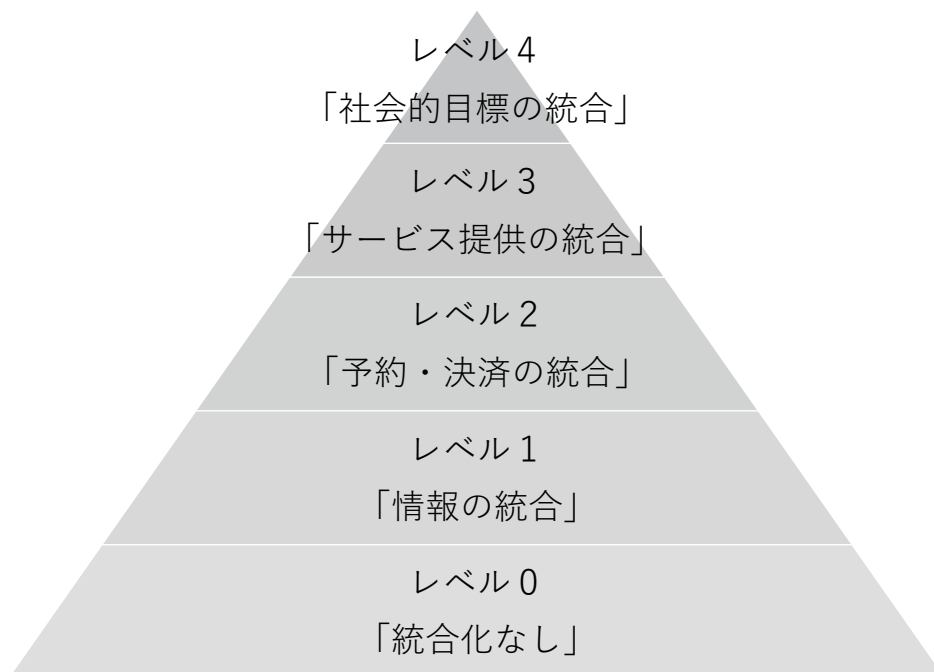 レベル 4
「社会的目標の統合」
レベル 3
「サービス提供の統合」
レベル 2
「予約・決済の統合」
レベル 1
「情報の統合」
レベル 0
「統合化なし」